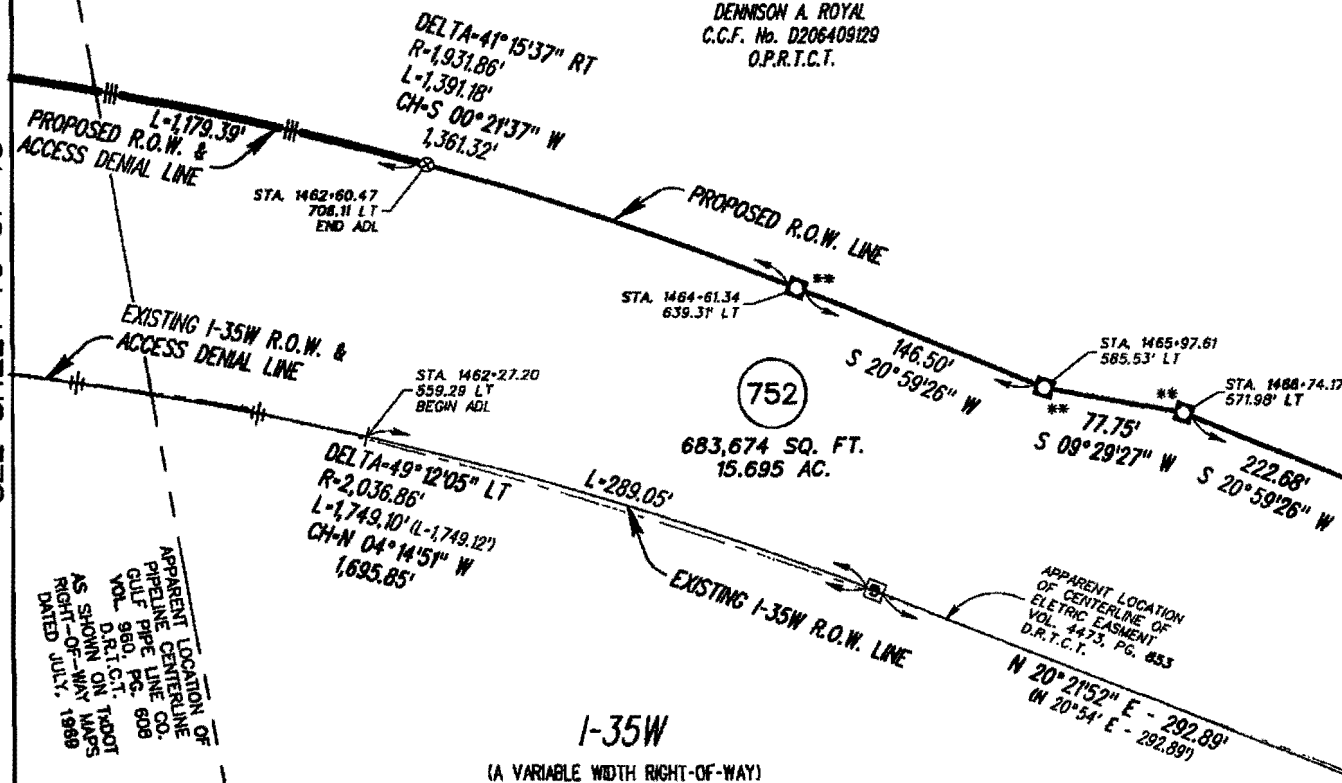 DENNISON A. ROYAL
C.C.F. No. D206409129
O.P.R.T.C.T.
DELTA=41°15'37" RT
R=1,931.86'
L=1,391.18'
CH=S 00°21'37" W
1,361.32'
L=1,179.39'
PROPOSED R.O.W. &
ACCESS DENIAL LINE
STA. 1462+60.47
708.11 LT
END ADL
PROPOSED R.O.W. LINE
**
STA. 1464+61.34
639.31' LT
EXISTING I-35W R.O.W. &
ACCESS DENIAL LINE
STA. 1462+27.20
559.29 LT
BEGIN ADL
752
683,674 SQ. FT.
15.695 AC.
146.50'
S 20°59'26" W
STA. 1465+97.61
585.53' LT
**
**
STA. 1466+74.17
571.98' LT
77.75'
S 09°29'27" W
222.68'
S 20°59'26" W
DELTA=49°12'05" LT
R=2,036.86'
L=1,749.10' (L=1,749.12')
CH=N 04°14'51" W
1,695.85'
L=289.05'
EXISTING I-35W R.O.W. LINE
APPARENT LOCATION
OF CENTERLINE OF
ELETRIC EASMENT
VOL. 4473, PG. 853
D.R.T.C.T.
N 20°21'52" E - 292.89'
(N 20°54' E - 292.89')
APPARENT LOCATION OF
PIPELINE CENTERLINE
GULF PIPE LINE CO.
VOL. 960, PG. 608
D.R.T.C.T.
AS SHOWN ON TxDOT
RIGHT-OF-WAY MAPS
DATED JULY, 1969
I-35W
(A VARIABLE WIDTH RIGHT-OF-WAY)